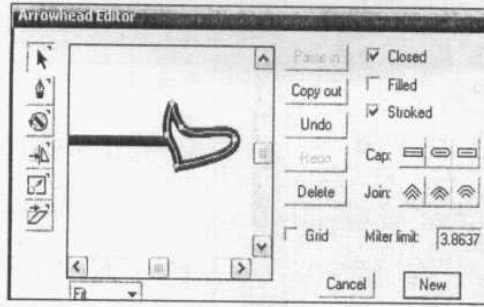 Arrowhead Editor
Paste in
Closed
Copy out
Filled
Undo
Stroked
Redo
Cap:
Delete
Join:
Grid
Miter limit: 3.8637
Fit
Cancel
New